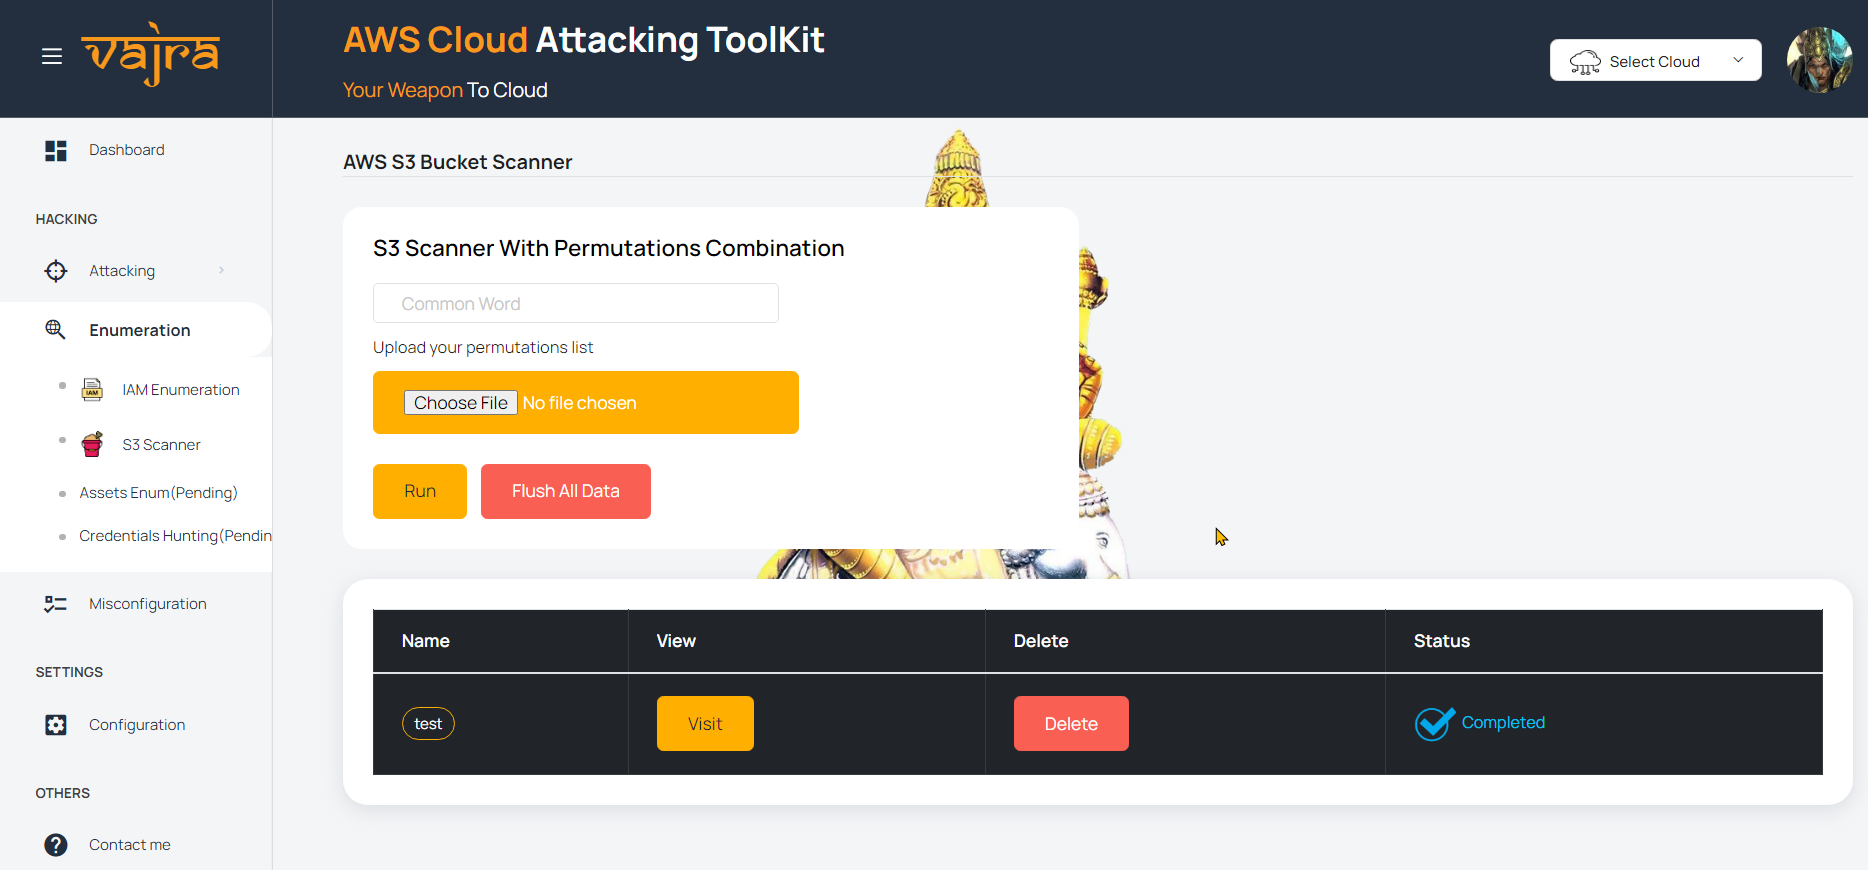 vajra
AWS Cloud Attacking ToolKit
Your Weapon To Cloud
Select Cloud
Dashboard
HACKING
Attacking
Enumeration
IAM
IAM Enumeration
S3 Scanner
Assets Enum(Pending)
Credentials Hunting(Pendin
Misconfiguration
SETTINGS
Configuration
OTHERS
Contact me
AWS S3 Bucket Scanner
S3 Scanner With Permutations Combination
Common Word
Upload your permutations list
Choose File No file chosen
Run Flush All Data
Name View Delete Status
test Visit Delete Completed